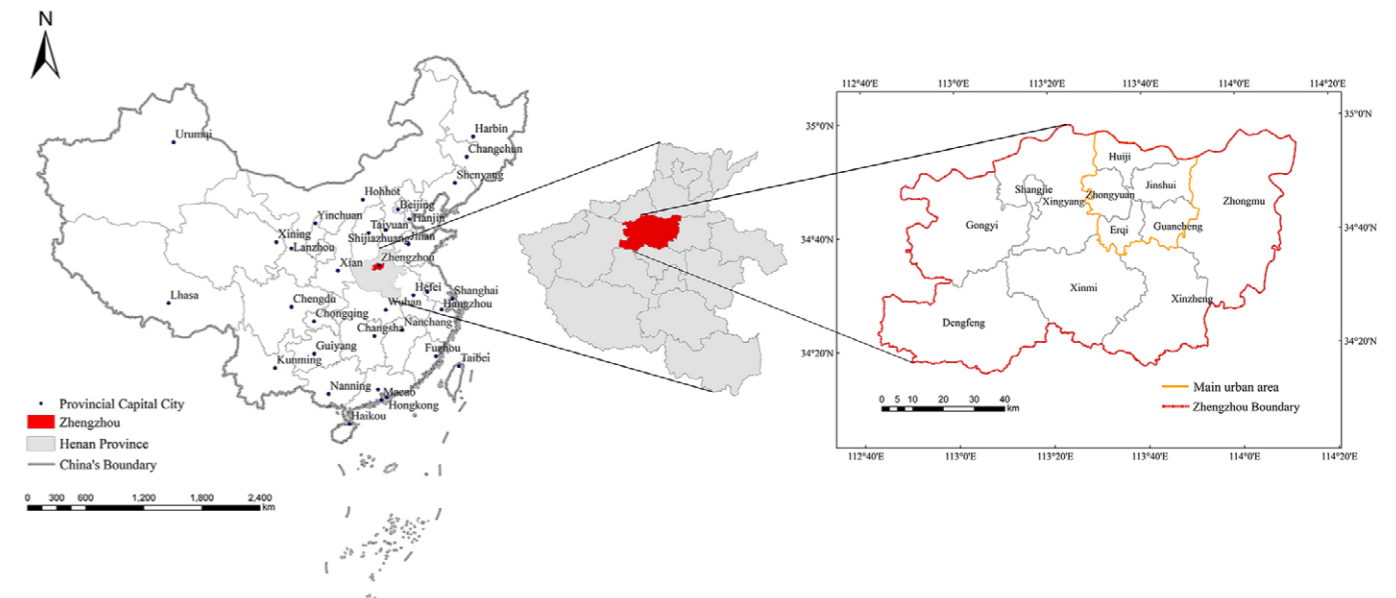 N
Urumqi
Harbin
Changchun
Shenyang
Hohhot
Beijing
Hanjin
Yinchuan
Taiyuan
Shijiazhuang
Jinan
Xining
Lanzhou
Zhengzhou
Xian
Lhasa
Chengdu
Chongqing
Hefei
Shanghai
Wuhan
Hangzhou
Nanchang
Changsha
Guiyang
Kunming
Fuzhou
Taibei
Nanning
Macao
Hongkong
Haikou
Provincial Capital City
Zhengzhou
Henan Province
China's Boundary
0 300 600 1,200 1,800 2,400
km
112°40'E 113°0'E 113°20'E 113°40'E 114°0'E 114°20'E
35°0'N
35°0'N
34°40'N
34°40'N
34°20'N
34°20'N
Huiji
Shangjie
Xingyang
Zhongyuan
Jinshui
Zhongmu
Gongyi
Erqi
Guancheng
Xinmi
Xinzheng
Dengfeng
Main urban area
Zhengzhou Boundary
0 5 10 20 30 40
km
112°40'E 113°0'E 113°20'E 113°40'E 114°0'E 114°20'E